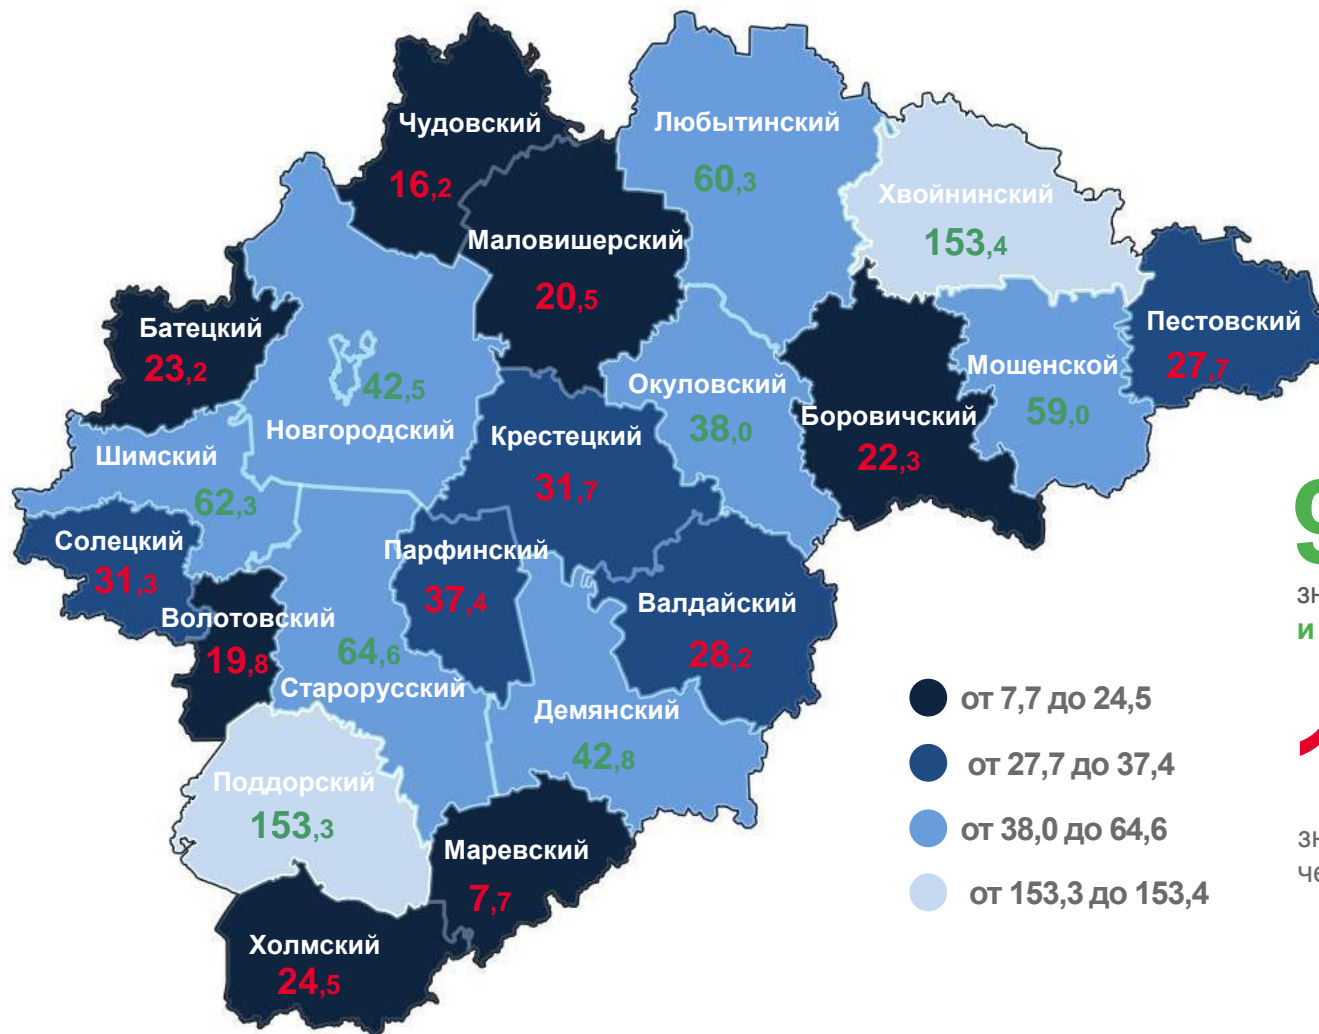 Чудовский
16,2
Любытинский
60,3
Хвойнинский
153,4
Маловишерский
20,5
Батецкий
23,2
Пестовский
27,7
42,5
Новгородский
Окуловский
38,0
Мошенской
59,0
Боровичский
22,3
Крестецкий
31,7
Шимский
62,3
Солецкий
31,3
Парфинский
37,4
Валдайский
28,2
Волотовский
19,8
64,6
Старорусский
Демянский
42,8
Поддорский
153,3
Маревский
7,7
Холмский
24,5
от 7,7 до 24,5
от 27,7 до 37,4
от 38,0 до 64,6
от 153,3 до 153,4
и